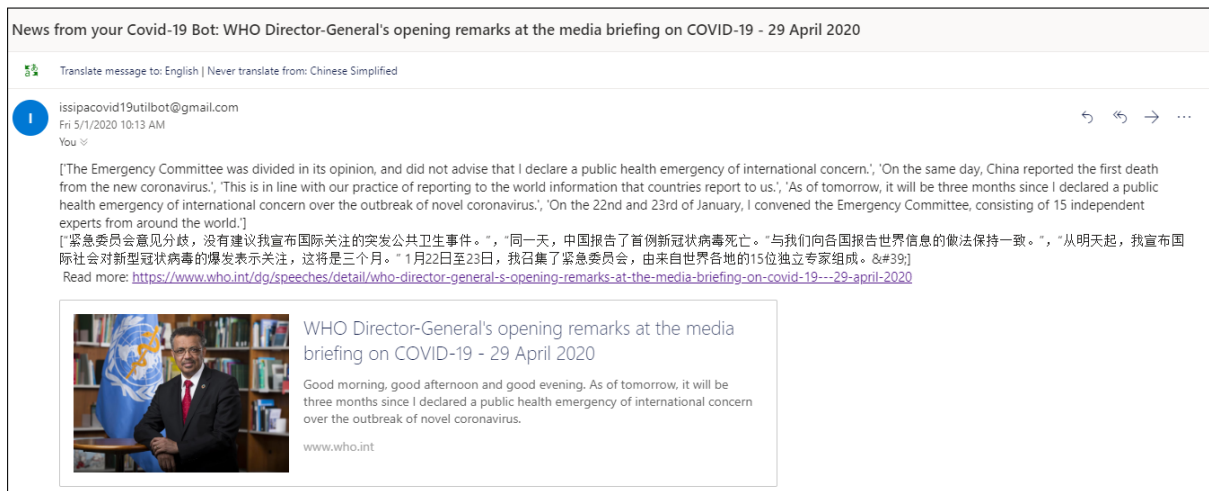 News from your Covid-19 Bot: WHO Director-General's opening remarks at the media briefing on COVID-19 - 29 April 2020
Translate message to: English | Never translate from: Chinese Simplified
I
issipacovid19utilbot@gmail.com
Fri 5/1/2020 10:13 AM
You
['The Emergency Committee was divided in its opinion, and did not advise that I declare a public health emergency of international concern.', 'On the same day, China reported the first death
from the new coronavirus.', 'This is in line with our practice of reporting to the world information that countries report to us.', 'As of tomorrow, it will be three months since I declared a public
health emergency of international concern over the outbreak of novel coronavirus.', 'On the 22nd and 23rd of January, I convened the Emergency Committee, consisting of 15 independent
experts from around the world.']
["紧急委员会意见分歧，没有建议我宣布国际关注的突发公共卫生事件。"，"同一天，中国报告了首例新冠状病毒死亡。"与我们向各国报告世界信息的做法保持一致。"，"从明天起，我宣布国
际社会对新型冠状病毒的爆发表示关注，这将是三个月。" 1月22日至23日，我召集了紧急委员会，由来自世界各地的15位独立专家组成。&#39;]
Read more: https://www.who.int/dg/speeches/detail/who-director-general-s-opening-remarks-at-the-media-briefing-on-covid-19---29-april-2020
WHO Director-General's opening remarks at the media
briefing on COVID-19 - 29 April 2020
Good morning, good afternoon and good evening. As of tomorrow, it will be
three months since I declared a public health emergency of international concern
over the outbreak of novel coronavirus.
www.who.int